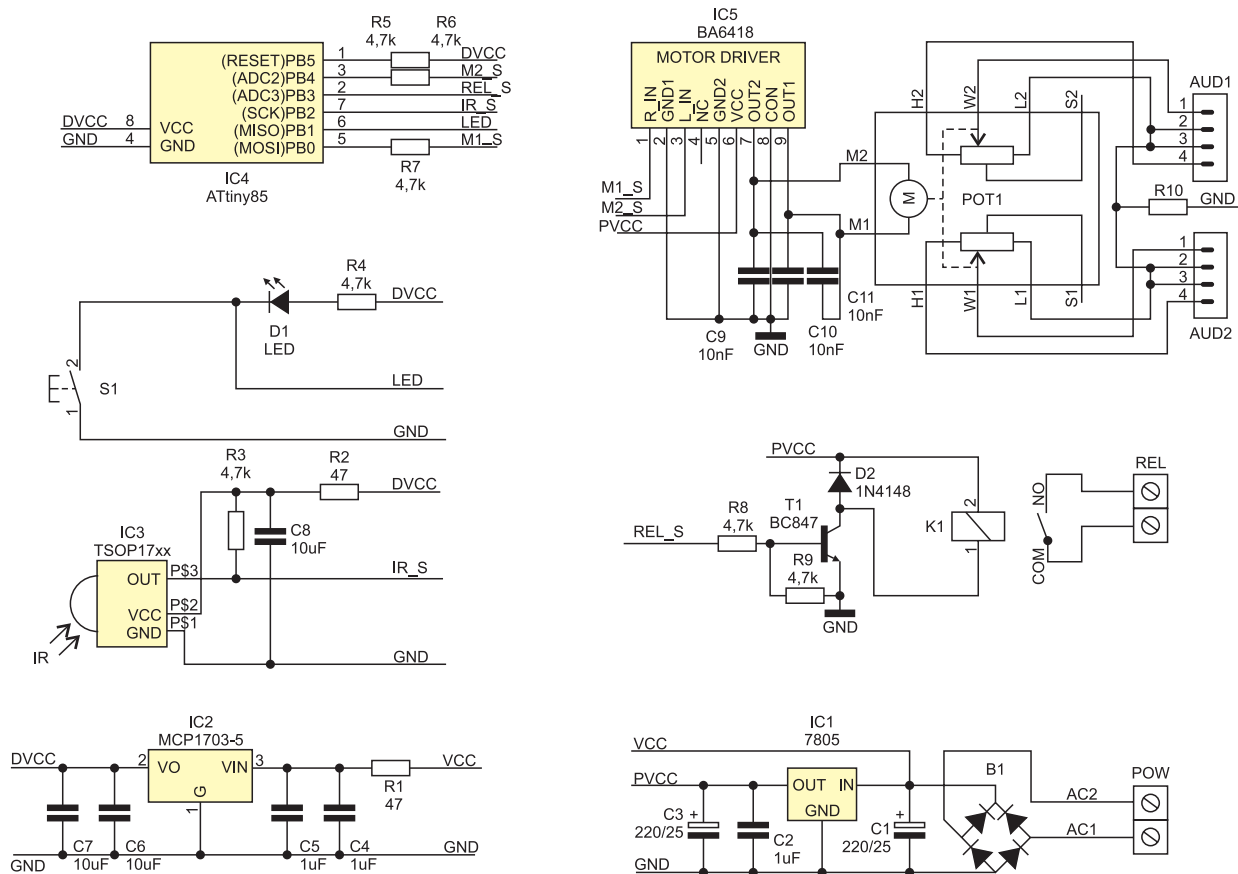 R5
4,7k
R6
4,7k
(RESET)PB5
(ADC2)PB4
(ADC3)PB3
(SCK)PB2
(MISO)PB1
(MOSI)PB0
1
3
2
7
6
5
DVCC
M2_S
REL_S
IR_S
LED
M1_S
DVCC 8
GND 4
VCC
GND
IC4
ATtiny85
R7
4,7k
IC5
BA6418
MOTOR DRIVER
R_IN
GND1
L_IN
NC
GND2
VCC
OUT2
CON
OUT1
1
2
3
4
5
6
7
8
9
M1_S
M2_S
PVCC
M2
M1
M
C9
10nF
GND
C10
10nF
C11
10nF
H2
W2
L2
S2
POT1
H1
W1
L1
S1
AUD1
1
2
3
4
R10
GND
1
2
3
4
AUD2
R4
4,7k
DVCC
D1
LED
2
1
S1
LED
GND
R3
4,7k
R2
47
DVCC
IC3
TSOP17xx
C8
10uF
OUT
VCC
GND
P$3
P$2
P$1
IR_S
IR
GND
PVCC
D2
1N4148
R8
4,7k
T1
BC847
REL_S
R9
4,7k
GND
2
K1
1
NO
COM
REL
IC2
MCP1703-5
DVCC
2
VO
VIN
3
G
1
VCC
R1
47
GND
C7
10uF
C6
10uF
C5
1uF
C4
1uF
GND
IC1
7805
VCC
PVCC
OUT
IN
GND
C3
+
220/25
C2
1uF
C1
+
220/25
GND
B1
AC2
AC1
POW